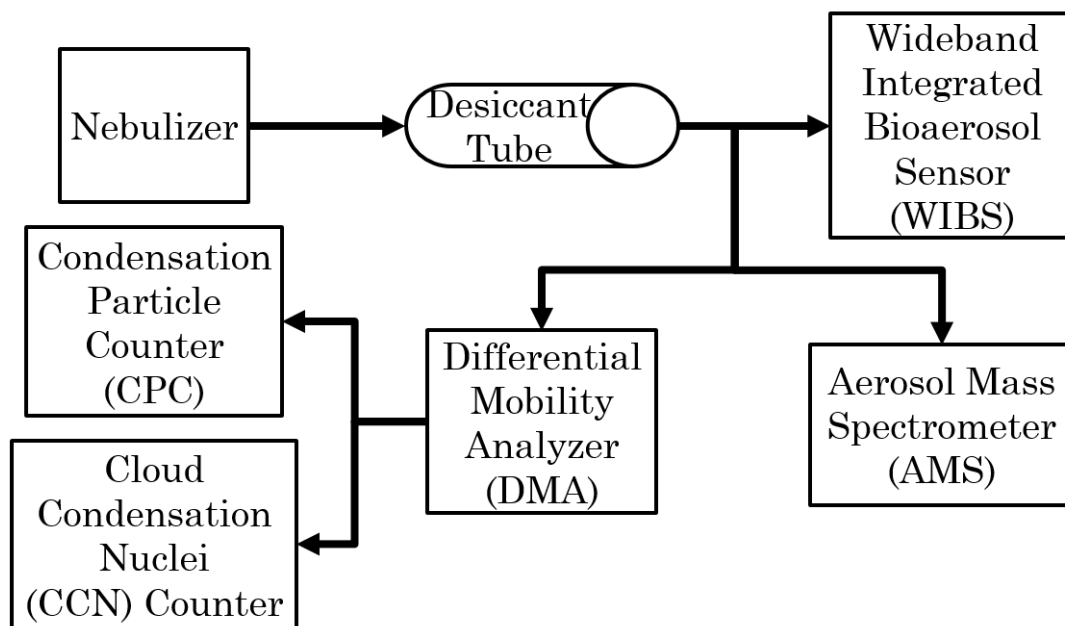 Nebulizer
Desiccant
Tube
Wideband
Integrated
Bioaerosol
Sensor
(WIBS)
Condensation
Particle
Counter
(CPC)
Differential
Mobility
Analyzer
(DMA)
Aerosol Mass
Spectrometer
(AMS)
Cloud
Condensation
Nuclei
(CCN) Counter